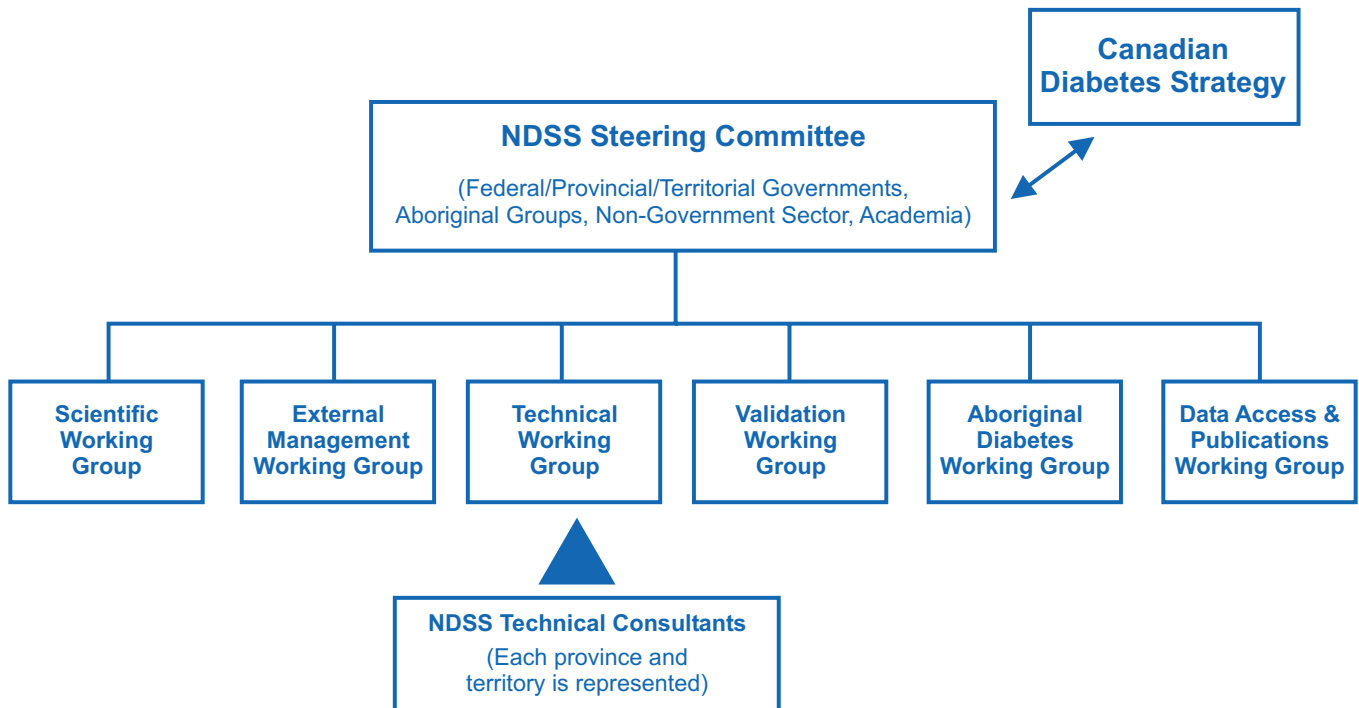 Canadian
Diabetes Strategy
NDSS Steering Committee
(Federal/Provincial/Territorial Governments,
Aboriginal Groups, Non-Government Sector, Academia)
Scientific
Working
Group
External
Management
Working Group
Technical
Working
Group
Validation
Working
Group
Aboriginal
Diabetes
Working Group
Data Access &
Publications
Working Group
NDSS Technical Consultants
(Each province and
territory is represented)